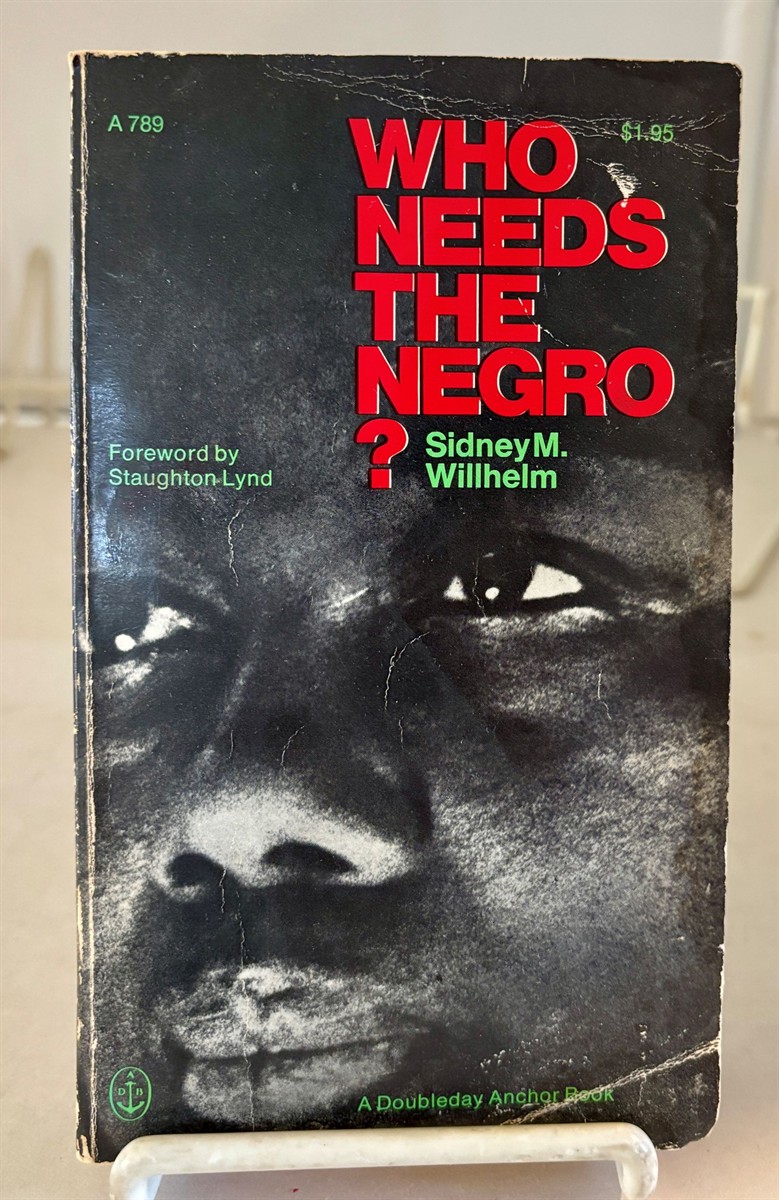 A 789
$1.95
WHO
NEEDS
THE
NEGRO
?
Sidney M.
Willhelm
Foreword by
Staughton Lynd
A
D B
A Doubleday Anchor Book